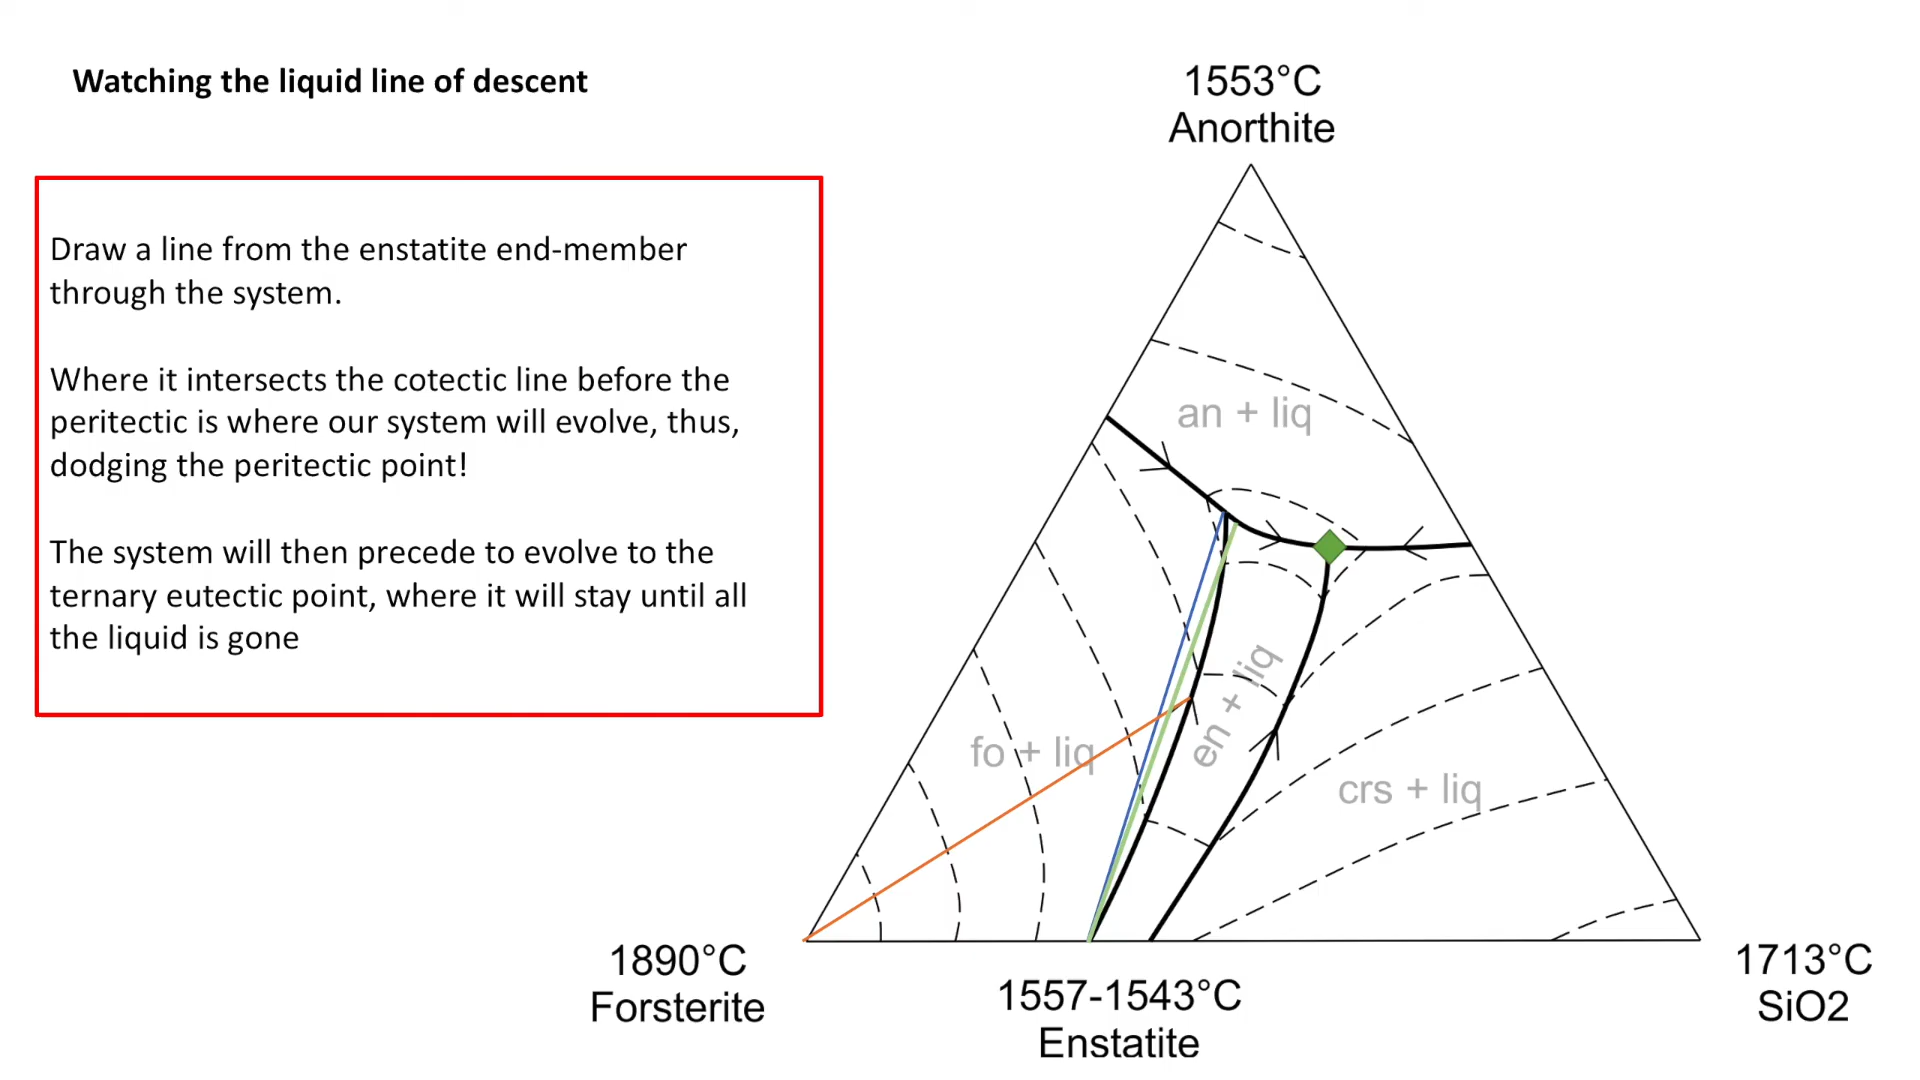 Watching the liquid line of descent
Draw a line from the enstatite end-member
through the system.
Where it intersects the cotectic line before the
peritectic is where our system will evolve, thus,
dodging the peritectic point!
The system will then precede to evolve to the
ternary eutectic point, where it will stay until all
the liquid is gone
1553°C
Anorthite
an + liq
en + liq
fo + liq
crs + liq
1890°C
Forsterite
1557-1543°C
Enstatite
1713°C
SiO2